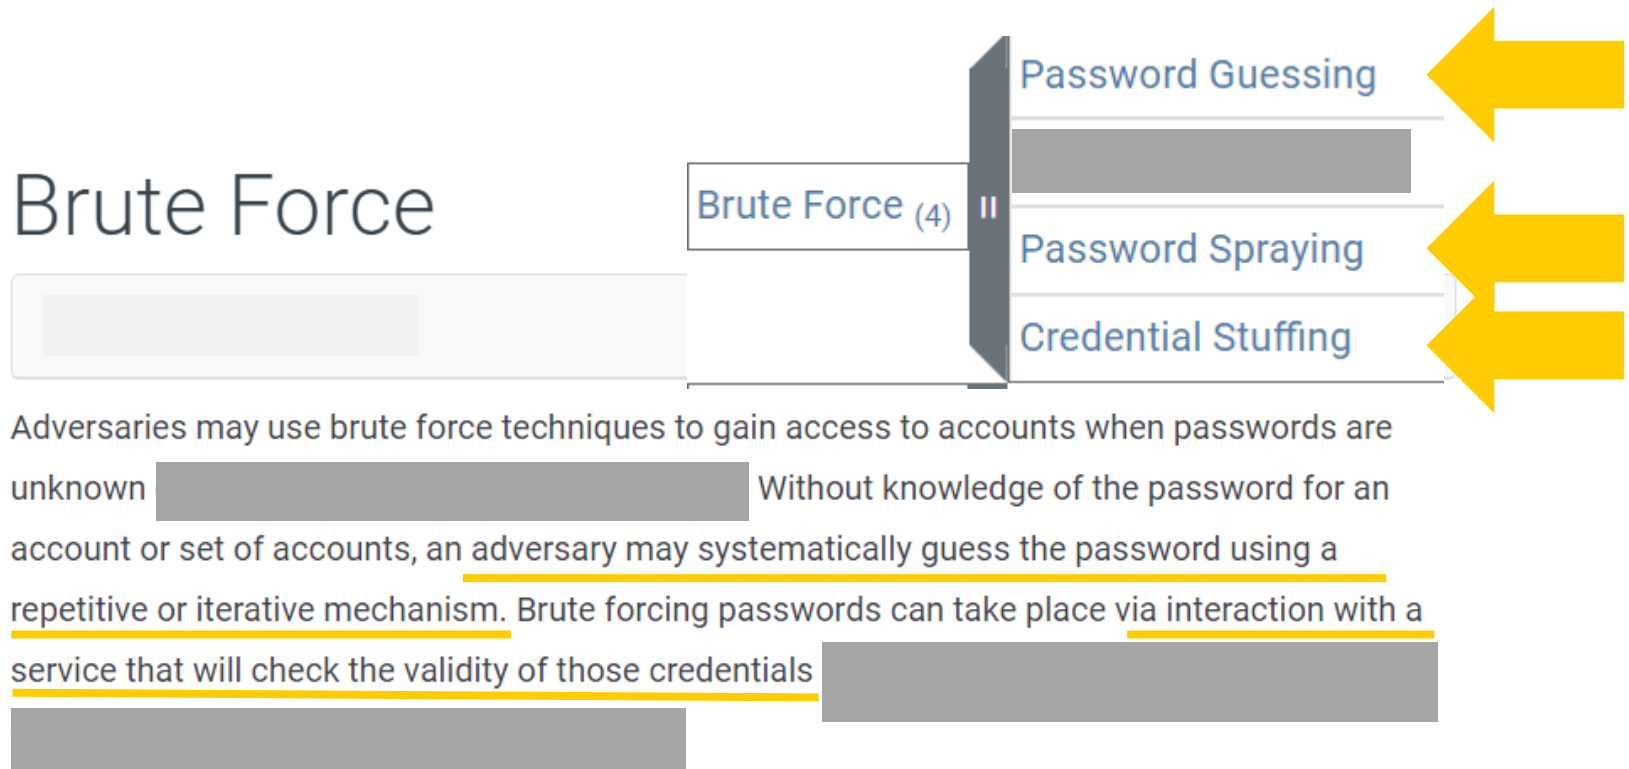 Password Guessing
Brute Force
Brute Force (4)
Password Spraying
Credential Stuffing
Adversaries may use brute force techniques to gain access to accounts when passwords are
unknown Without knowledge of the password for an
account or set of accounts, an adversary may systematically guess the password using a
repetitive or iterative mechanism. Brute forcing passwords can take place via interaction with a
service that will check the validity of those credentials